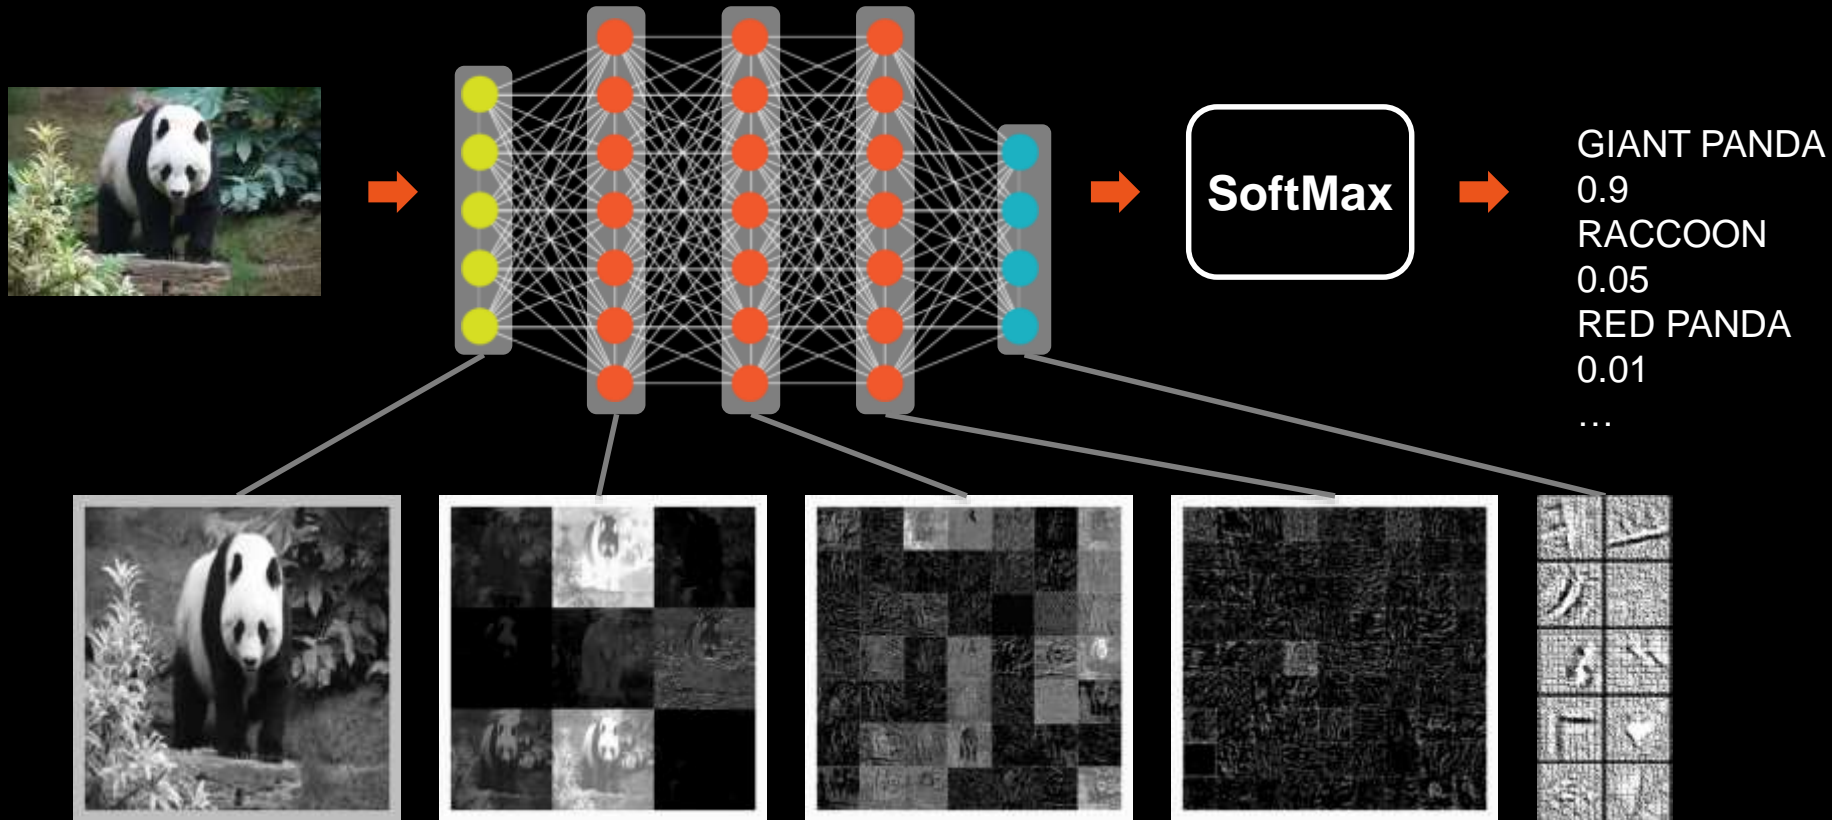 SoftMax
GIANT PANDA
0.9
RACCOON
0.05
RED PANDA
0.01
…